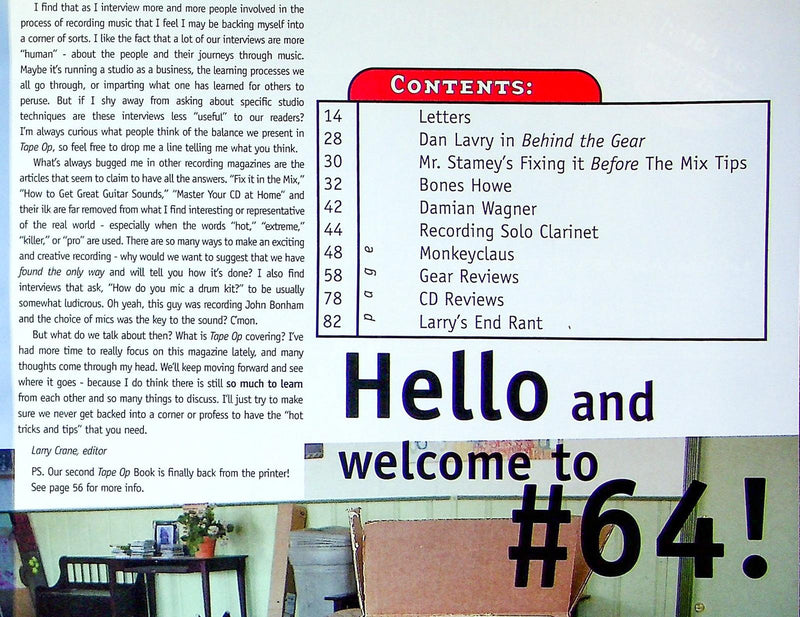 I find that as I interview more and more people involved in the
process of recording music that I feel I may be backing myself into
a corner of sorts. I like the fact that a lot of our interviews are more
“human” - about the people and their journeys through music.
Maybe it’s running a studio as a business, the learning processes we
all go through, or imparting what one has learned for others to
peruse. But if I shy away from asking about specific studio
techniques are these interviews less “useful” to our readers?
I’m always curious what people think of the balance we present in
Tape Op, so feel free to drop me a line telling me what you think.
What’s always bugged me in other recording magazines are the
articles that seem to claim to have all the answers. “Fix it in the Mix,”
“How to Get Great Guitar Sounds,” “Master Your CD at Home” and
their ilk are far removed from what I find interesting or representative
of the real world - especially when the words “hot,” “extreme,”
“killer,” or “pro” are used. There are so many ways to make an exciting
and creative recording - why would we want to suggest that we have
found the only way and will tell you how it’s done? I also find
interviews that ask, “How do you mic a drum kit?” to be usually
somewhat ludicrous. Oh yeah, this guy was recording John Bonham
and the choice of mics was the key to the sound? C’mon.
But what do we talk about then? What is Tape Op covering? I’ve
had more time to really focus on this magazine lately, and many
thoughts come through my head. We’ll keep moving forward and see
where it goes - because I do think there is still so much to learn
from each other and so many things to discuss. I’ll just try to make
sure we never get backed into a corner or profess to have the “hot
tricks and tips” that you need.
Larry Crane, editor
PS. Our second Tape Op Book is finally back from the printer!
See page 56 for more info.
CONTENTS:
page
14 Letters
28 Dan Lavry in Behind the Gear
30 Mr. Stamey’s Fixing it Before The Mix Tips
32 Bones Howe
42 Damian Wagner
44 Recording Solo Clarinet
48 Monkeyclaus
58 Gear Reviews
78 CD Reviews
82 Larry’s End Rant
Hello and
welcome to
#64!